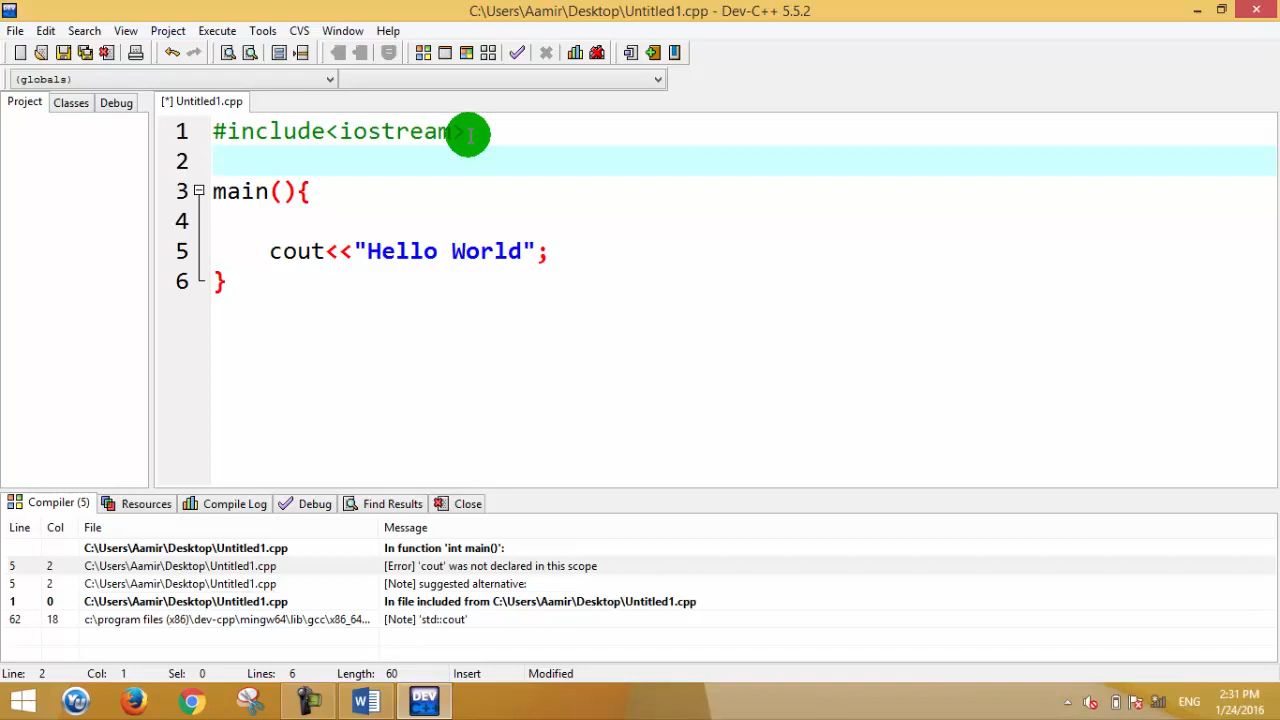 C:\Users\Aamir\Desktop\Untitled1.cpp - Dev-C++ 5.5.2
File Edit Search View Project Execute Tools CVS Window Help
(globals)
Project Classes Debug [*] Untitled1.cpp
1 #include<iostream>
2
3 main(){
4
5 cout<<"Hello World";
6 }
Compiler (5) Resources Compile Log Debug Find Results Close
Line Col File Message
C:\Users\Aamir\Desktop\Untitled1.cpp In function 'int main()':
5 2 C:\Users\Aamir\Desktop\Untitled1.cpp [Error] 'cout' was not declared in this scope
5 2 C:\Users\Aamir\Desktop\Untitled1.cpp [Note] suggested alternative:
1 0 C:\Users\Aamir\Desktop\Untitled1.cpp In file included from C:\Users\Aamir\Desktop\Untitled1.cpp
62 18 c:\program files (x86)\dev-cpp\mingw64\lib\gcc\x86_64... [Note] 'std::cout'
Line: 2 Col: 1 Sel: 0 Lines: 6 Length: 60 Insert Modified
DEV
ENG
2:31 PM
1/24/2016